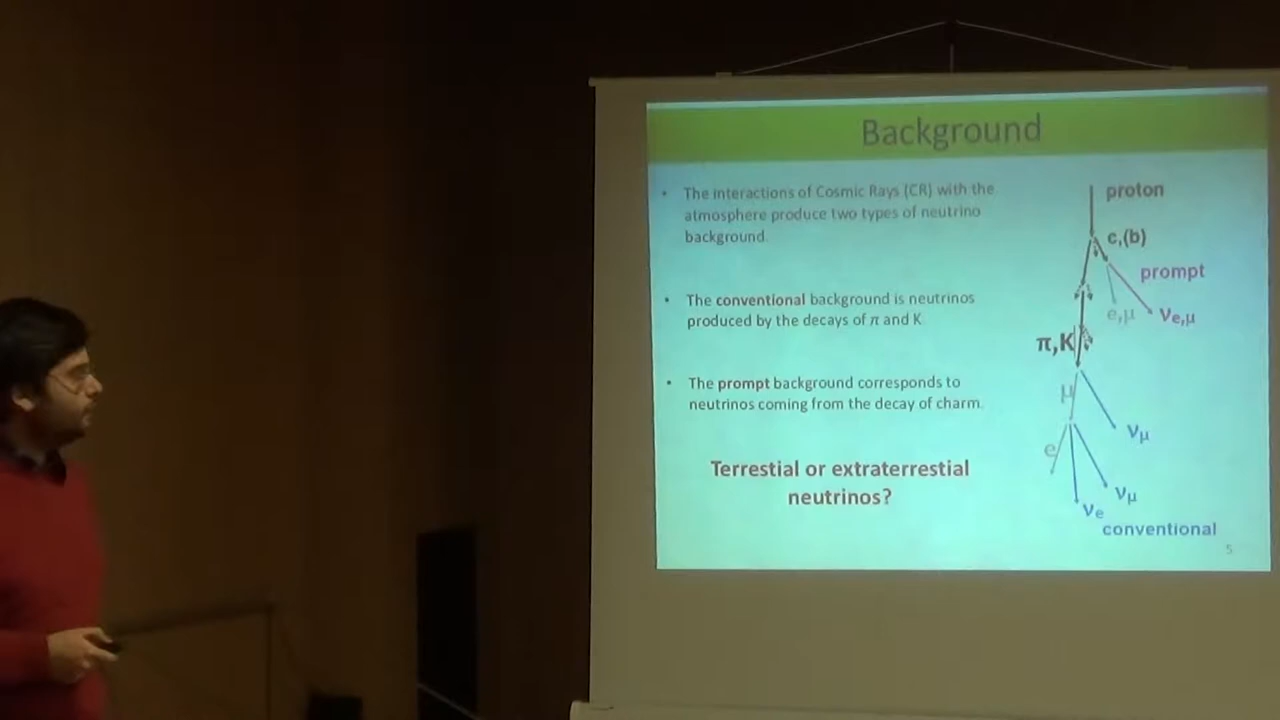 Background
• The interactions of Cosmic Rays (CR) with the
atmosphere produce two types of neutrino
background.
• The conventional background is neutrinos
produced by the decays of π and K
• The prompt background corresponds to
neutrinos coming from the decay of charm.
Terrestial or extraterrestial
neutrinos?
proton
c,(b)
prompt
e,μ
νe,μ
π,K
μ
νμ
e
νμ
νe
conventional
5